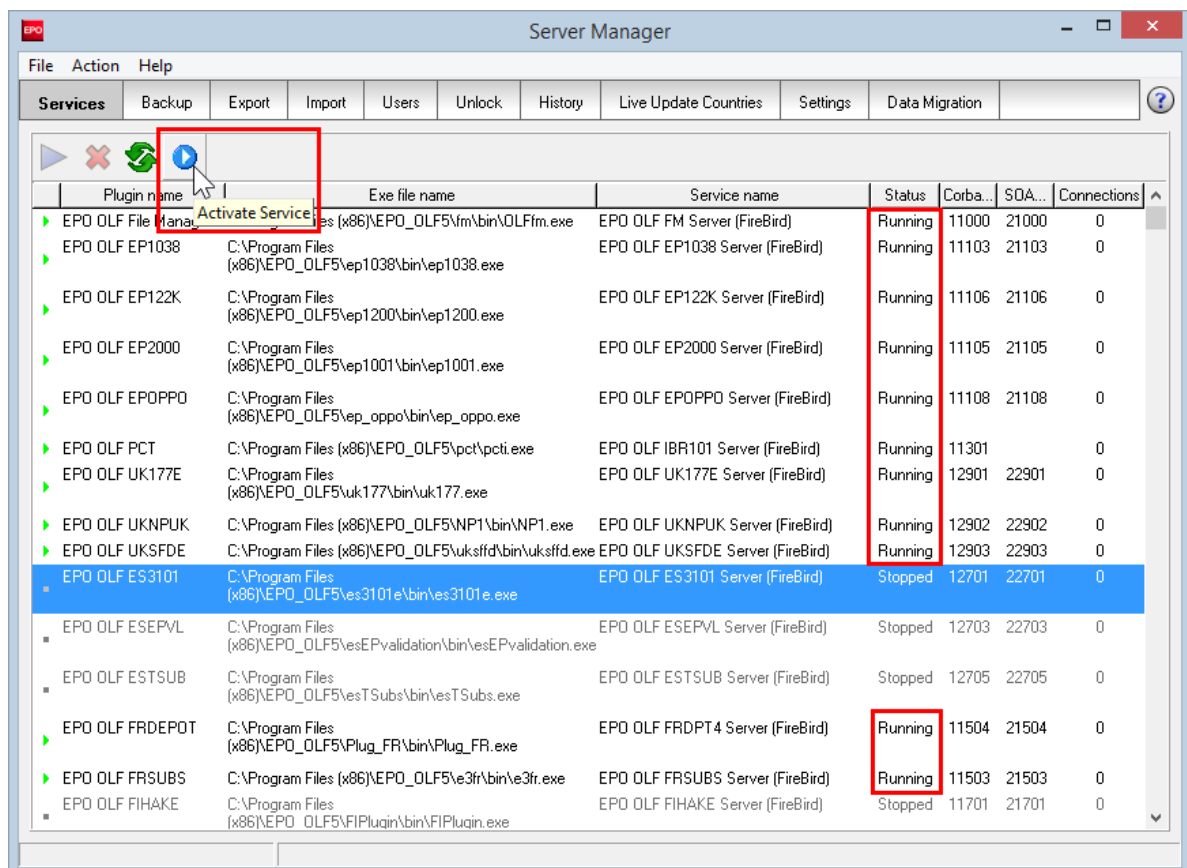 EPO Server Manager
File Action Help
Services Backup Export Import Users Unlock History Live Update Countries Settings Data Migration ?
Plugin name Exe file name Service name Status Corba... SOA... Connections
Activate Service
EPO OLF File Manag es (x86)\EPO_OLF5\fm\bin\OLFfm.exe EPO OLF FM Server (FireBird) Running 11000 21000 0
EPO OLF EP1038 C:\Program Files EPO OLF EP1038 Server (FireBird) Running 11103 21103 0
(x86)\EPO_OLF5\ep1038\bin\ep1038.exe
EPO OLF EP122K C:\Program Files EPO OLF EP122K Server (FireBird) Running 11106 21106 0
(x86)\EPO_OLF5\ep1200\bin\ep1200.exe
EPO OLF EP2000 C:\Program Files EPO OLF EP2000 Server (FireBird) Running 11105 21105 0
(x86)\EPO_OLF5\ep1001\bin\ep1001.exe
EPO OLF EPOPPO C:\Program Files EPO OLF EPOPPO Server (FireBird) Running 11108 21108 0
(x86)\EPO_OLF5\ep_oppo\bin\ep_oppo.exe
EPO OLF PCT C:\Program Files (x86)\EPO_OLF5\pct\pcti.exe EPO OLF IBR101 Server (FireBird) Running 11301 0
EPO OLF UK177E C:\Program Files EPO OLF UK177E Server (FireBird) Running 12901 22901 0
(x86)\EPO_OLF5\uk177\bin\uk177.exe
EPO OLF UKNPUK C:\Program Files (x86)\EPO_OLF5\NP1\bin\NP1.exe EPO OLF UKNPUK Server (FireBird) Running 12902 22902 0
EPO OLF UKSFDE C:\Program Files (x86)\EPO_OLF5\uksffd\bin\uksffd.exe EPO OLF UKSFDE Server (FireBird) Running 12903 22903 0
EPO OLF ES3101 C:\Program Files EPO OLF ES3101 Server (FireBird) Stopped 12701 22701 0
(x86)\EPO_OLF5\es3101e\bin\es3101e.exe
EPO OLF ESEPVL C:\Program Files EPO OLF ESEPVL Server (FireBird) Stopped 12703 22703 0
(x86)\EPO_OLF5\esEPvalidation\bin\esEPvalidation.exe
EPO OLF ESTSUB C:\Program Files EPO OLF ESTSUB Server (FireBird) Stopped 12705 22705 0
(x86)\EPO_OLF5\esTSubs\bin\esTSubs.exe
EPO OLF FRDEPOT C:\Program Files EPO OLF FRDPT4 Server (FireBird) Running 11504 21504 0
(x86)\EPO_OLF5\Plug_FR\bin\Plug_FR.exe
EPO OLF FRSUBS C:\Program Files (x86)\EPO_OLF5\e3fr\bin\e3fr.exe EPO OLF FRSUBS Server (FireBird) Running 11503 21503 0
EPO OLF FIHAKE C:\Program Files EPO OLF FIHAKE Server (FireBird) Stopped 11701 21701 0
(x86)\EPO_OLF5\FIPlugin\bin\FIPlugin.exe